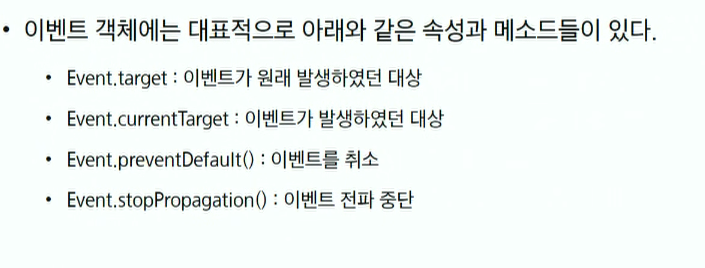 • 이벤트 객체에는 대표적으로 아래와 같은 속성과 메소드들이 있다.
• Event.target : 이벤트가 원래 발생하였던 대상
• Event.currentTarget : 이벤트가 발생하였던 대상
• Event.preventDefault() : 이벤트를 취소
• Event.stopPropagation() : 이벤트 전파 중단